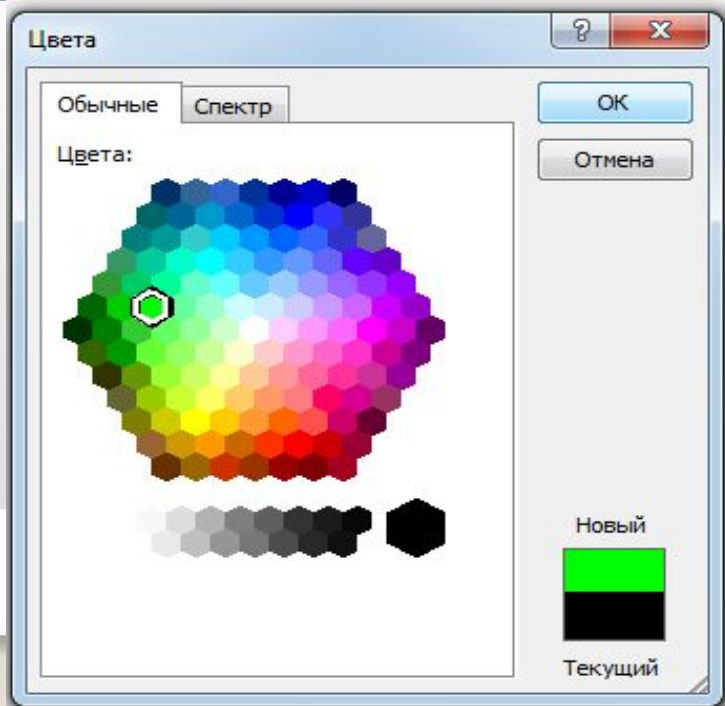 Цвета
Обычные
Спектр
ОК
Отмена
Цвета:
Новый
Текущий